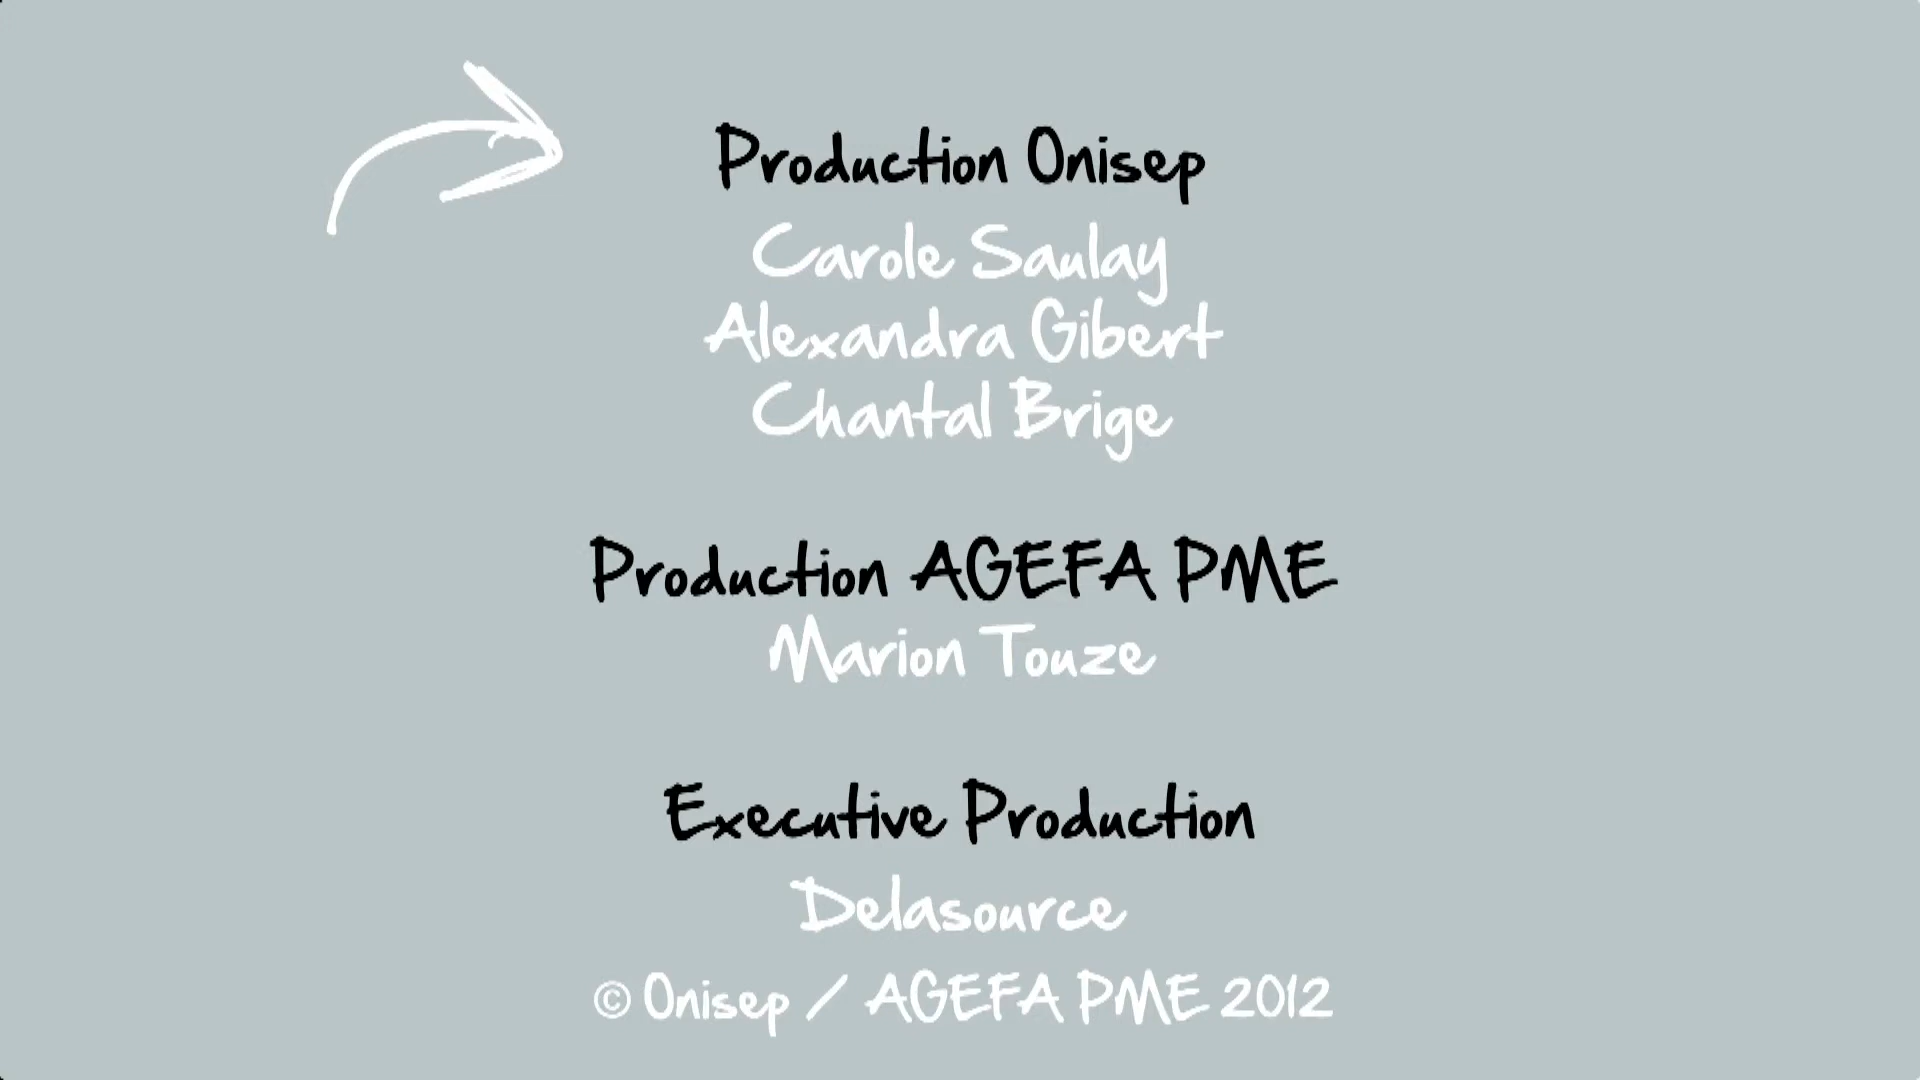 Production Onisep
Carole Saulay
Alexandra Gibert
Chantal Brige
Production AGEFA PME
Marion Touze
Executive Production
Delasource
© Onisep / AGEFA PME 2012